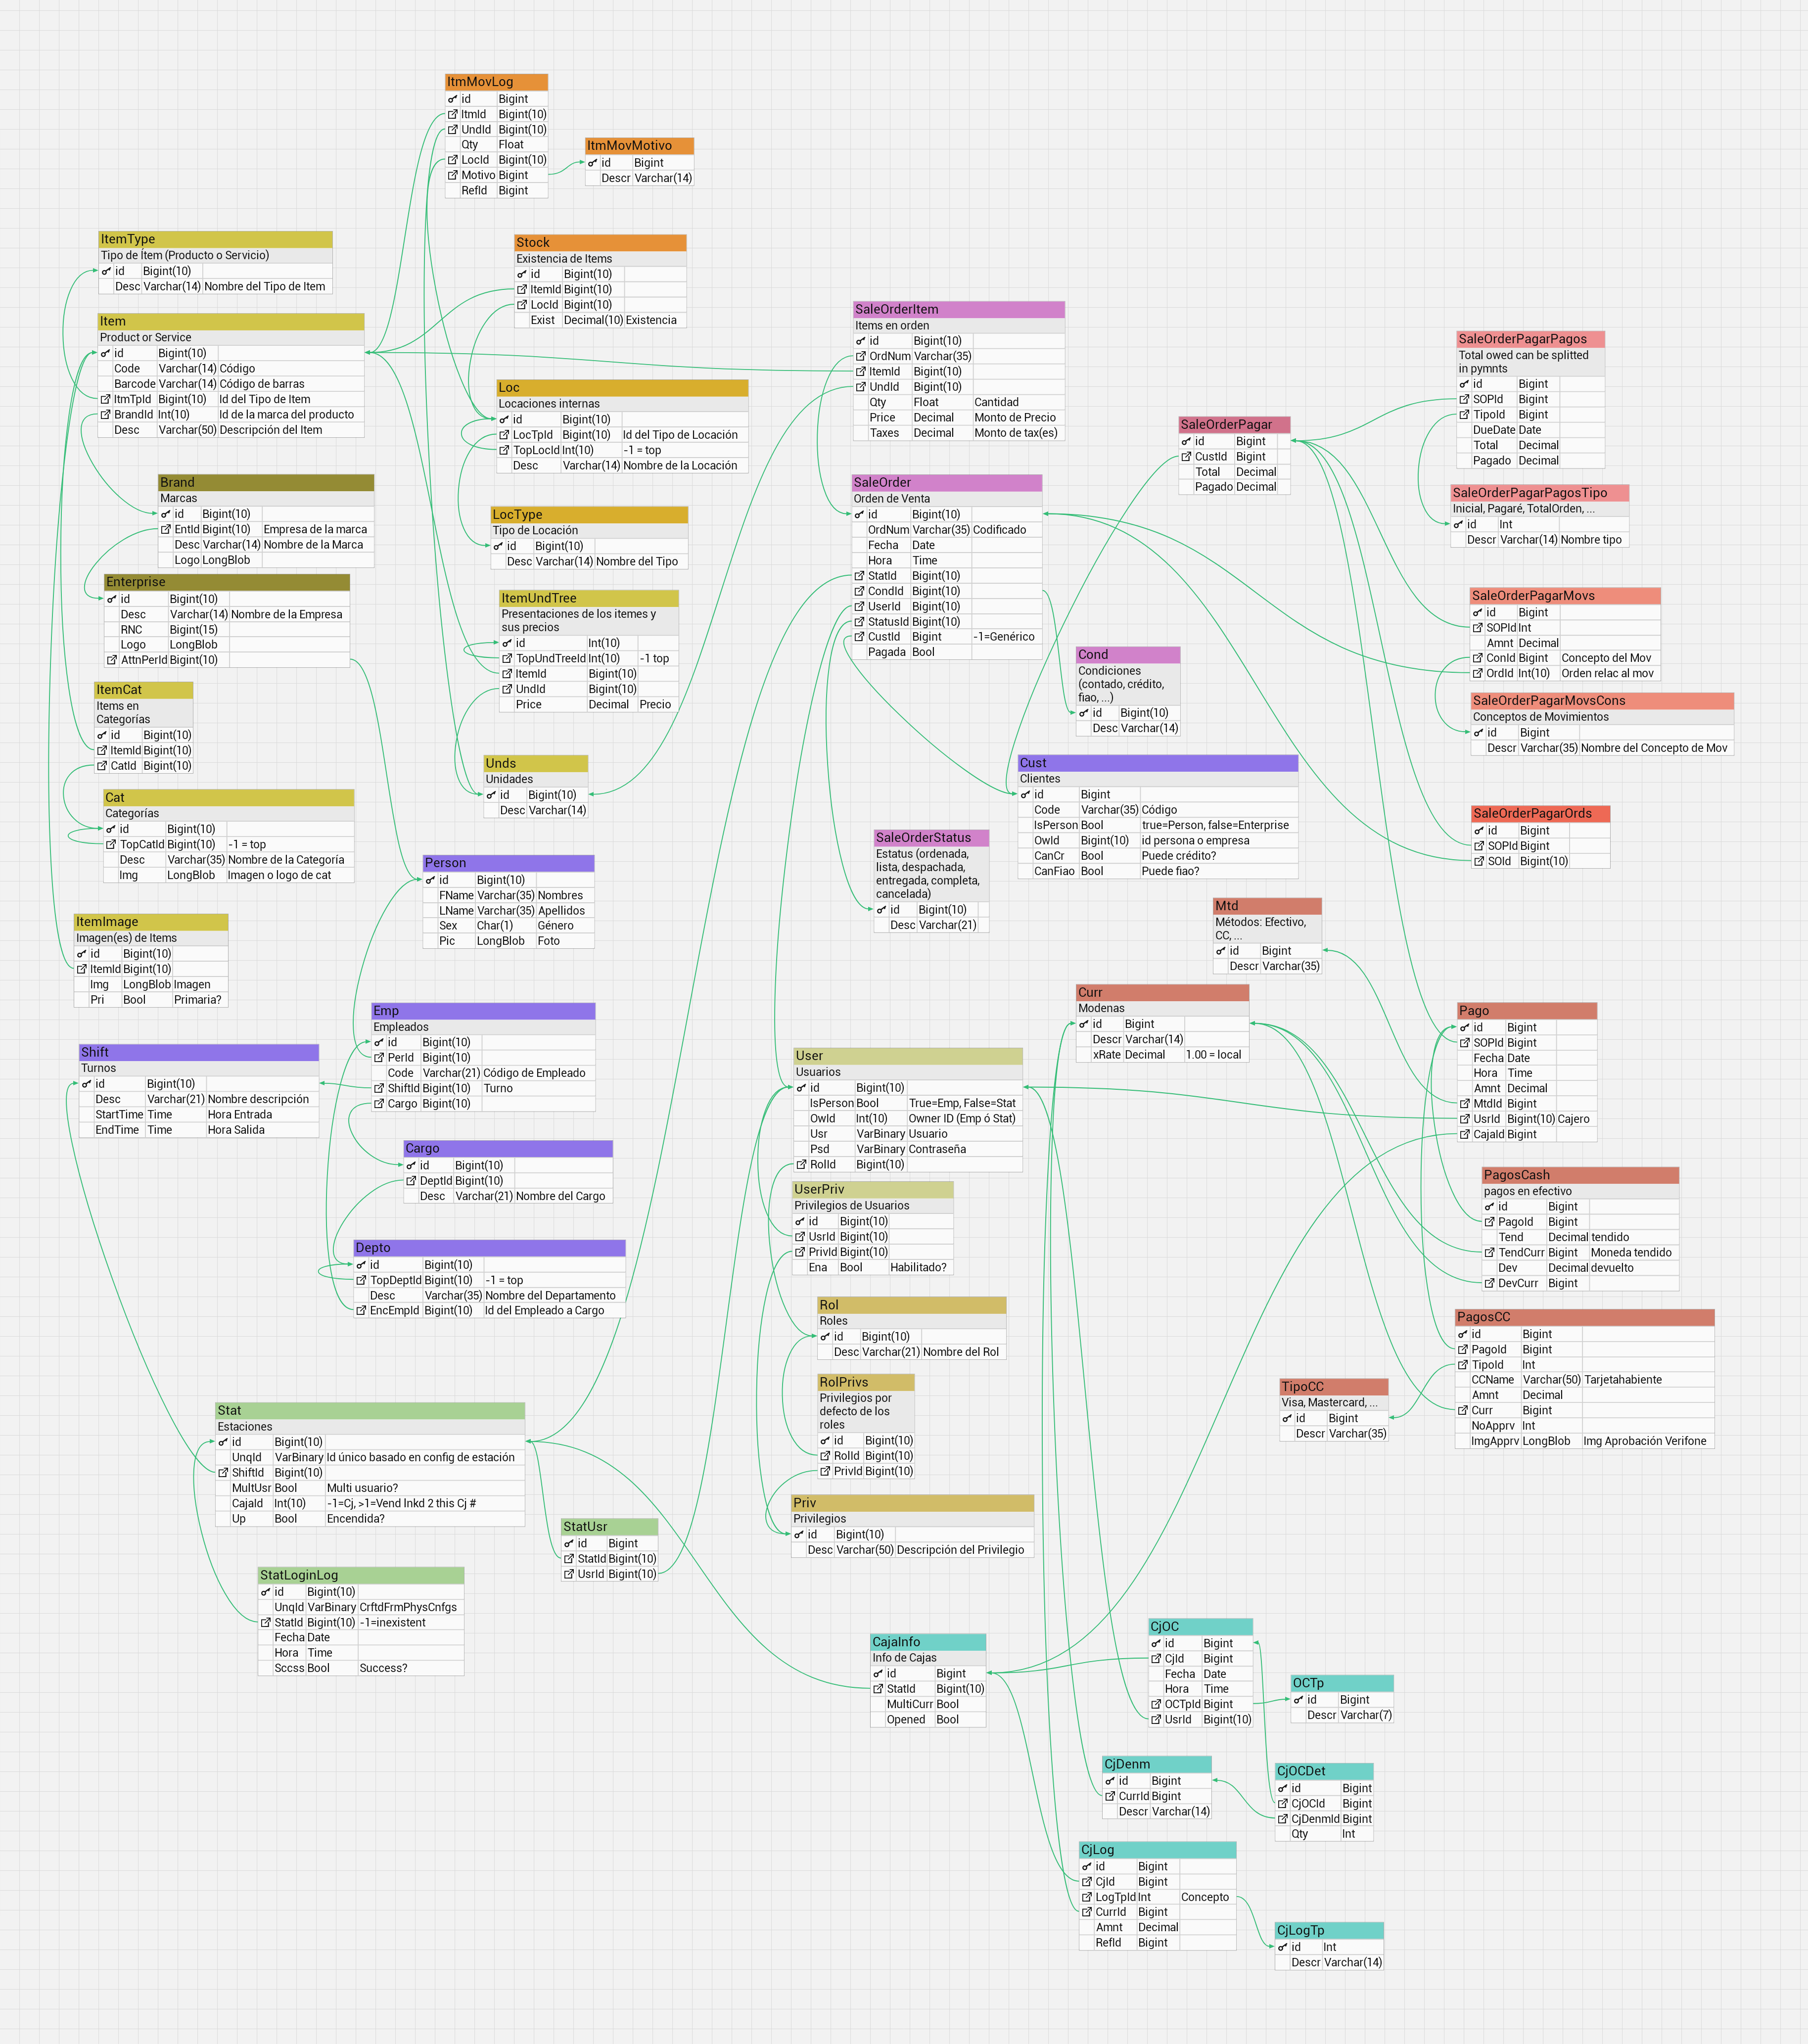 ItmMovLog
id Bigint
ItmId Bigint(10)
UndId Bigint(10)
Qty Float
LocId Bigint(10)
Motivo Bigint
RefId Bigint
ItmMovMotivo
id Bigint
Descr Varchar(14)
ItemType
Tipo de Ítem (Producto o Servicio)
id Bigint(10)
Desc Varchar(14) Nombre del Tipo de Item
Stock
Existencia de Items
id Bigint(10)
ItemId Bigint(10)
LocId Bigint(10)
Exist Decimal(10) Existencia
Item
Product or Service
id Bigint(10)
Code Varchar(14) Código
Barcode Varchar(14) Código de barras
ItmTpId Bigint(10) Id del Tipo de Item
BrandId Int(10) Id de la marca del producto
Desc Varchar(50) Descripción del Item
Loc
Locaciones internas
id Bigint(10)
LocTpId Bigint(10) Id del Tipo de Locación
TopLocId Int(10) -1 = top
Desc Varchar(14) Nombre de la Locación
SaleOrderItem
Items en orden
id Bigint(10)
OrdNum Varchar(35)
ItemId Bigint(10)
UndId Bigint(10)
Qty Float Cantidad
Price Decimal Monto de Precio
Taxes Decimal Monto de tax(es)
SaleOrderPagarPagos
Total owed can be splitted
in pymnts
id Bigint
SOPId Bigint
TipoId Bigint
DueDate Date
Total Decimal
Pagado Decimal
SaleOrderPagar
id Bigint
CustId Bigint
Total Decimal
Pagado Decimal
SaleOrderPagarPagosTipo
Inicial, Pagaré, TotalOrden, ...
id Int
Descr Varchar(14) Nombre tipo
Brand
Marcas
id Bigint(10)
EntId Bigint(10) Empresa de la marca
Desc Varchar(14) Nombre de la Marca
Logo LongBlob
LocType
Tipo de Locación
id Bigint(10)
Desc Varchar(14) Nombre del Tipo
SaleOrder
Orden de Venta
id Bigint(10)
OrdNum Varchar(35) Codificado
Fecha Date
Hora Time
StatId Bigint(10)
CondId Bigint(10)
UserId Bigint(10)
StatusId Bigint(10)
CustId Bigint -1=Genérico
Pagada Bool
Enterprise
id Bigint(10)
Desc Varchar(14) Nombre de la Empresa
RNC Bigint(15)
Logo LongBlob
AttnPerId Bigint(10)
ItemUndTree
Presentaciones de los itemes y
sus precios
id Int(10)
TopUndTreeId Int(10) -1 top
ItemId Bigint(10)
UndId Bigint(10)
Price Decimal Precio
SaleOrderPagarMovs
id Bigint
SOPId Int
Amnt Decimal
ConId Bigint Concepto del Mov
OrdId Int(10) Orden relac al mov
Cond
Condiciones
(contado, crédito,
fiao, ...)
id Bigint(10)
Desc Varchar(14)
SaleOrderPagarMovsCons
Conceptos de Movimientos
id Bigint
Descr Varchar(35) Nombre del Concepto de Mov
ItemCat
Items en
Categorías
id Bigint(10)
ItemId Bigint(10)
CatId Bigint(10)
Unds
Unidades
id Bigint(10)
Desc Varchar(14)
Cust
Clientes
id Bigint
Code Varchar(35) Código
IsPerson Bool true=Person, false=Enterprise
OwId Bigint(10) id persona o empresa
CanCr Bool Puede crédito?
CanFiao Bool Puede fiao?
Cat
Categorías
id Bigint(10)
TopCatId Bigint(10) -1 = top
Desc Varchar(35) Nombre de la Categoría
Img LongBlob Imagen o logo de cat
SaleOrderPagarOrds
id Bigint
SOPId Bigint
SOId Bigint(10)
SaleOrderStatus
Estatus (ordenada,
lista, despachada,
entregada, completa,
cancelada)
id Bigint(10)
Desc Varchar(21)
Person
id Bigint(10)
FName Varchar(35) Nombres
LName Varchar(35) Apellidos
Sex Char(1) Género
Pic LongBlob Foto
ItemImage
Imagen(es) de Items
id Bigint(10)
ItemId Bigint(10)
Img LongBlob Imagen
Pri Bool Primaria?
Mtd
Métodos: Efectivo,
CC, ...
id Bigint
Descr Varchar(35)
Curr
Modenas
id Bigint
Descr Varchar(14)
xRate Decimal 1.00 = local
Pago
id Bigint
SOPId Bigint
Fecha Date
Hora Time
Amnt Decimal
MtdId Bigint
UsrId Bigint(10) Cajero
CajaId Bigint
Emp
Empleados
id Bigint(10)
PerId Bigint(10)
Code Varchar(21) Código de Empleado
ShiftId Bigint(10) Turno
Cargo Bigint(10)
Shift
Turnos
id Bigint(10)
Desc Varchar(21) Nombre descripción
StartTime Time Hora Entrada
EndTime Time Hora Salida
User
Usuarios
id Bigint(10)
IsPerson Bool True=Emp, False=Stat
OwId Int(10) Owner ID (Emp ó Stat)
Usr VarBinary Usuario
Psd VarBinary Contraseña
RolId Bigint(10)
Cargo
id Bigint(10)
DeptId Bigint(10)
Desc Varchar(21) Nombre del Cargo
UserPriv
Privilegios de Usuarios
id Bigint(10)
UsrId Bigint(10)
PrivId Bigint(10)
Ena Bool Habilitado?
PagosCash
pagos en efectivo
id Bigint
PagoId Bigint
Tend Decimal tendido
TendCurr Bigint Moneda tendido
Dev Decimal devuelto
DevCurr Bigint
Depto
id Bigint(10)
TopDeptId Bigint(10) -1 = top
Desc Varchar(35) Nombre del Departamento
EncEmpId Bigint(10) Id del Empleado a Cargo
Rol
Roles
id Bigint(10)
Desc Varchar(21) Nombre del Rol
PagosCC
id Bigint
PagoId Bigint
TipoId Int
CCName Varchar(50) Tarjetahabiente
Amnt Decimal
Curr Bigint
NoApprv Int
ImgApprv LongBlob Img Aprobación Verifone
RolPrivs
Privilegios por
defecto de los
roles
id Bigint(10)
RolId Bigint(10)
PrivId Bigint(10)
TipoCC
Visa, Mastercard, ...
id Bigint
Descr Varchar(35)
Stat
Estaciones
id Bigint(10)
UnqId VarBinary Id único basado en config de estación
ShiftId Bigint(10)
MultUsr Bool Multi usuario?
CajaId Int(10) -1=Cj, >1=Vend lnkd 2 this Cj #
Up Bool Encendida?
Priv
Privilegios
id Bigint(10)
Desc Varchar(50) Descripción del Privilegio
StatUsr
id Bigint
StatId Bigint(10)
UsrId Bigint(10)
StatLoginLog
id Bigint(10)
UnqId VarBinary CrftdFrmPhysCnfgs
StatId Bigint(10) -1=inexistent
Fecha Date
Hora Time
Sccss Bool Success?
CajaInfo
Info de Cajas
id Bigint
StatId Bigint(10)
MultiCurr Bool
Opened Bool
CjOC
id Bigint
CjId Bigint
Fecha Date
Hora Time
OCTpId Bigint
UsrId Bigint(10)
OCTp
id Bigint
Descr Varchar(7)
CjDenm
id Bigint
CurrId Bigint
Descr Varchar(14)
CjOCDet
id Bigint
CjOCId Bigint
CjDenmId Bigint
Qty Int
CjLog
id Bigint
CjId Bigint
LogTpId Int Concepto
CurrId Bigint
Amnt Decimal
RefId Bigint
CjLogTp
id Int
Descr Varchar(14)